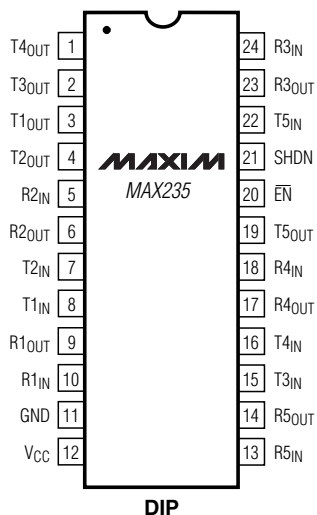 T4OUT 1 24 R3IN
T3OUT 2 23 R3OUT
T1OUT 3 22 T5IN
T2OUT 4 MAXIM 21 SHDN
R2IN 5 MAX235 20 E̅N̅
R2OUT 6 19 T5OUT
T2IN 7 18 R4IN
T1IN 8 17 R4OUT
R1OUT 9 16 T4IN
R1IN 10 15 T3IN
GND 11 14 R5OUT
VCC 12 13 R5IN
DIP